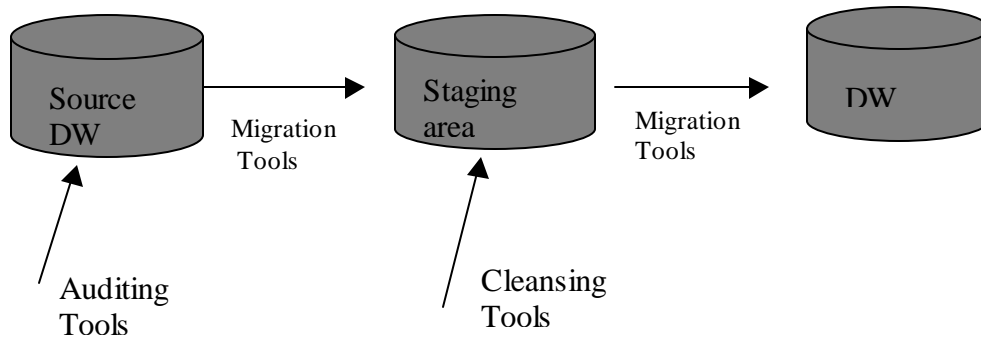 Source
DW
Migration
Tools
Staging
area
Migration
Tools
DW
Auditing
Tools
Cleansing
Tools